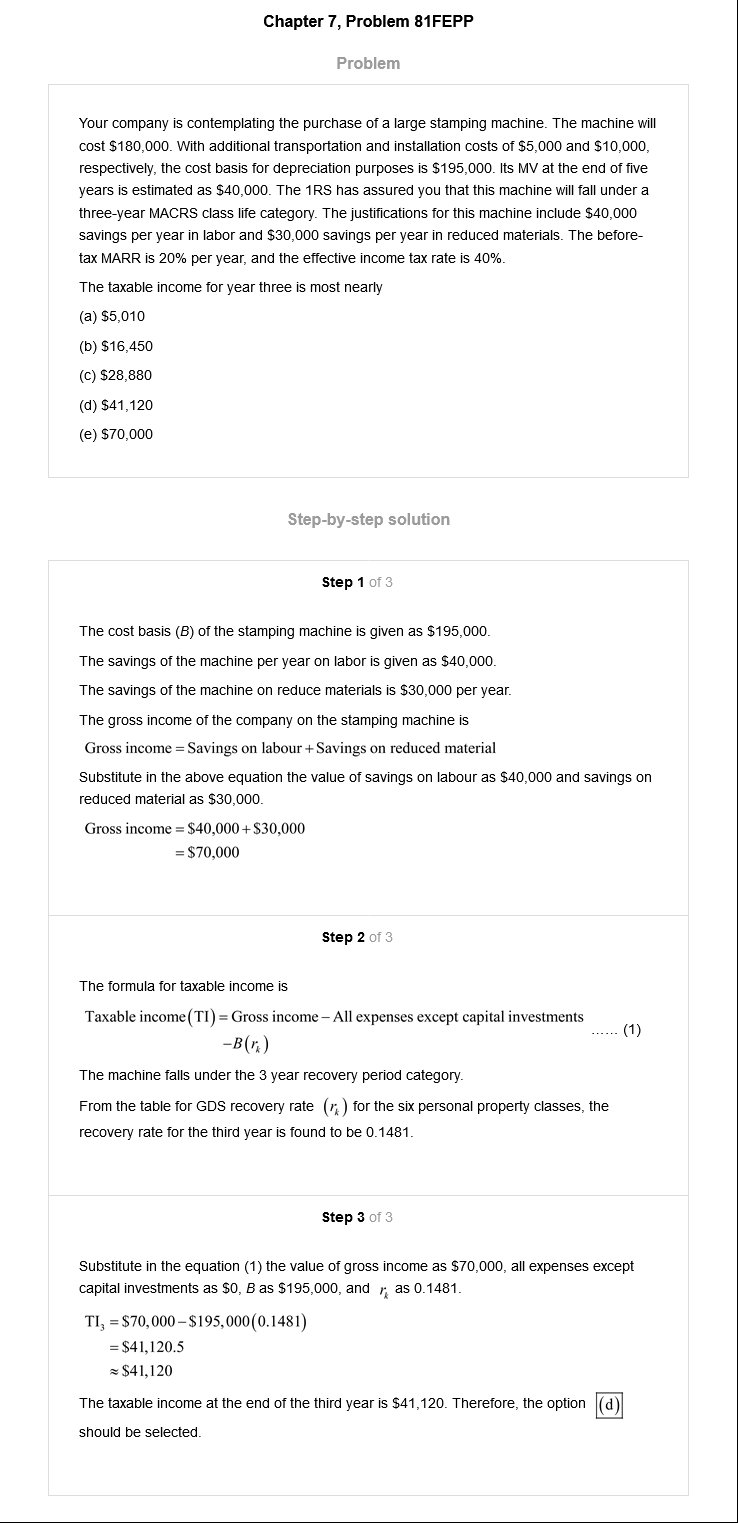 Chapter 7, Problem 81FEPP
Problem
Your company is contemplating the purchase of a large stamping machine. The machine will
cost $180,000. With additional transportation and installation costs of $5,000 and $10,000,
respectively, the cost basis for depreciation purposes is $195,000. Its MV at the end of five
years is estimated as $40,000. The 1RS has assured you that this machine will fall under a
three-year MACRS class life category. The justifications for this machine include $40,000
savings per year in labor and $30,000 savings per year in reduced materials. The before-
tax MARR is 20% per year, and the effective income tax rate is 40%.
The taxable income for year three is most nearly
(a) $5,010
(b) $16,450
(c) $28,880
(d) $41,120
(e) $70,000
Step-by-step solution
Step 1 of 3
The cost basis (B) of the stamping machine is given as $195,000.
The savings of the machine per year on labor is given as $40,000.
The savings of the machine on reduce materials is $30,000 per year.
The gross income of the company on the stamping machine is
Gross income = Savings on labour + Savings on reduced material
Substitute in the above equation the value of savings on labour as $40,000 and savings on
reduced material as $30,000.
Gross income = $40,000 + $30,000
= $70,000
Step 2 of 3
The formula for taxable income is
Taxable income (TI) = Gross income − All expenses except capital investments
−B(rₖ) ...... (1)
The machine falls under the 3 year recovery period category.
From the table for GDS recovery rate (rₖ) for the six personal property classes, the
recovery rate for the third year is found to be 0.1481.
Step 3 of 3
Substitute in the equation (1) the value of gross income as $70,000, all expenses except
capital investments as $0, B as $195,000, and rₖ as 0.1481.
TI₃ = $70,000 − $195,000(0.1481)
= $41,120.5
≈ $41,120
The taxable income at the end of the third year is $41,120. Therefore, the option (d)
should be selected.